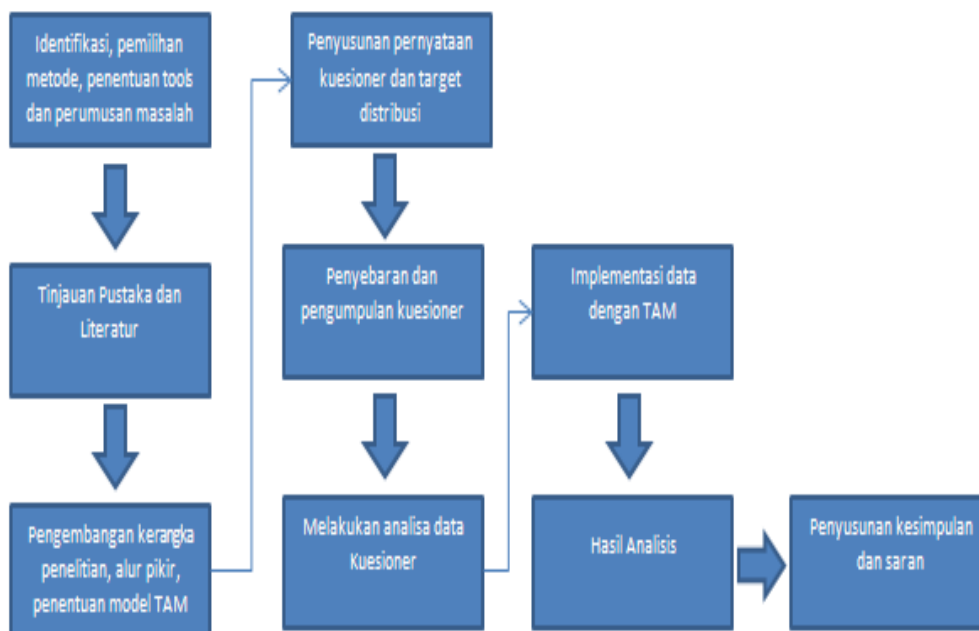 Identifikasi, pemilihan
metode, penentuan tools
dan perumusan masalah
Tinjauan Pustaka dan
Literatur
Pengembangan kerangka
penelitian, alur pikir,
penentuan model TAM
Penyusunan pernyataan
kuesioner dan target
distribusi
Penyebaran dan
pengumpulan kuesioner
Melakukan analisa data
Kuesioner
Implementasi data
dengan TAM
Hasil Analisis
Penyusunan kesimpulan
dan saran